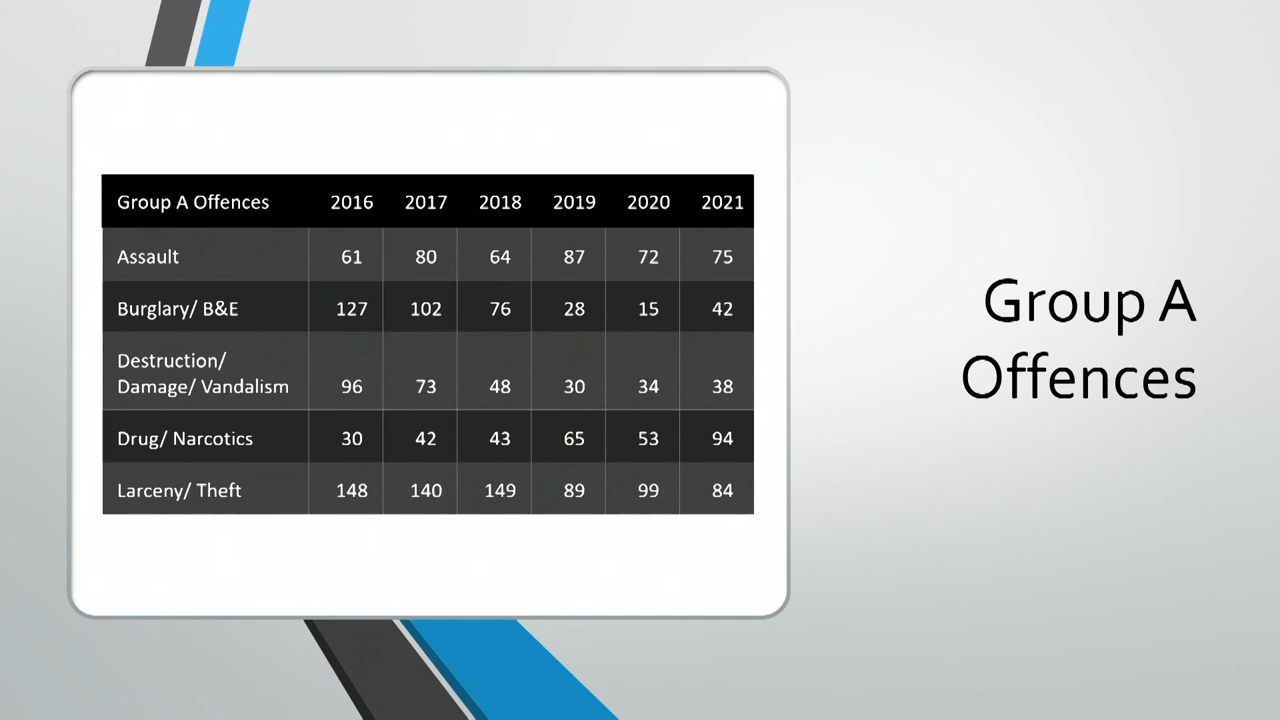 Group A Offences 2016 2017 2018 2019 2020 2021
Assault 61 80 64 87 72 75
Burglary/ B&E 127 102 76 28 15 42
Destruction/
Damage/ Vandalism 96 73 48 30 34 38
Drug/ Narcotics 30 42 43 65 53 94
Larceny/ Theft 148 140 149 89 99 84
Group A
Offences